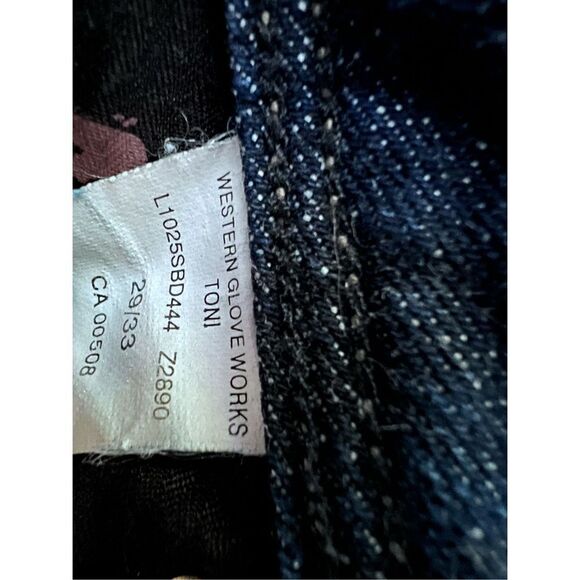 WESTERN GLOVE WORKS
TONI
L1025SBD444 Z2890
29/33
CA 00508